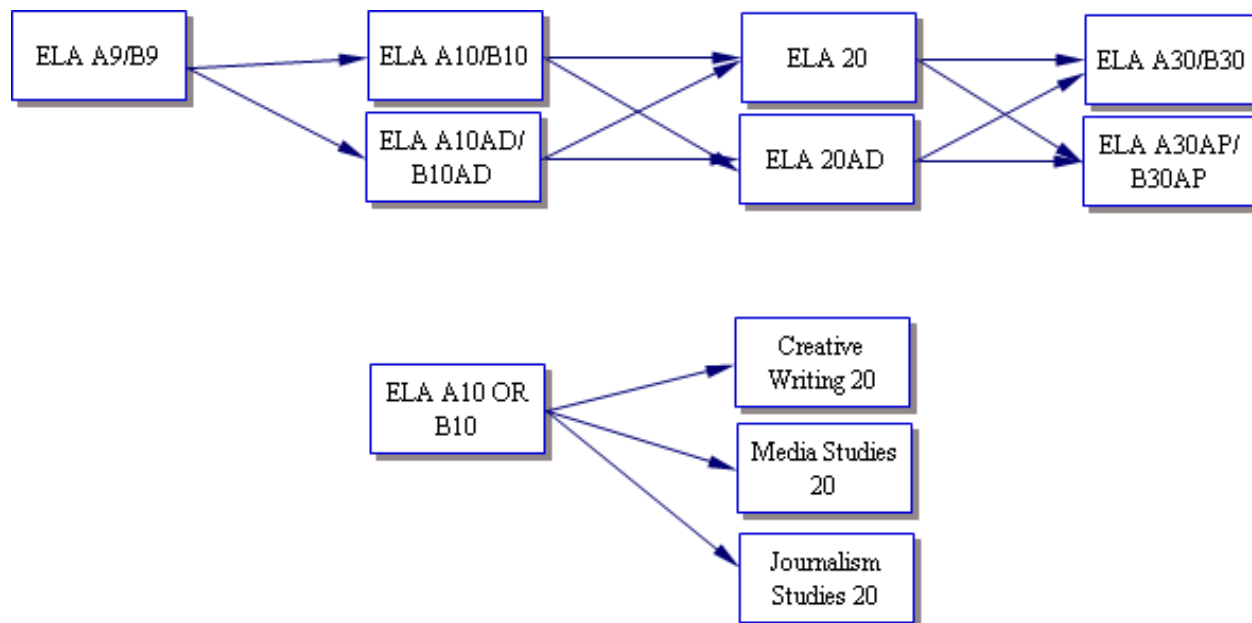 ELA A9/B9
ELA A10/B10
ELA 20
ELA A30/B30
ELA A10AD/
B10AD
ELA 20AD
ELA A30AP/
B30AP
ELA A10 OR
B10
Creative
Writing 20
Media Studies
20
Journalism
Studies 20